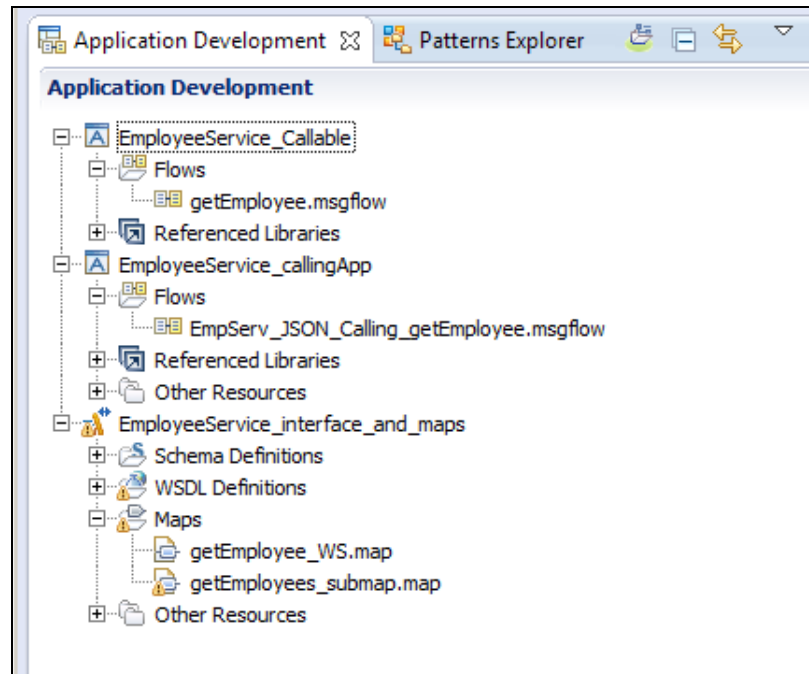 Application Development Patterns Explorer
Application Development
EmployeeService_Callable
Flows
getEmployee.msgflow
Referenced Libraries
EmployeeService_callingApp
Flows
EmpServ_JSON_Calling_getEmployee.msgflow
Referenced Libraries
Other Resources
EmployeeService_interface_and_maps
Schema Definitions
WSDL Definitions
Maps
getEmployee_WS.map
getEmployees_submap.map
Other Resources